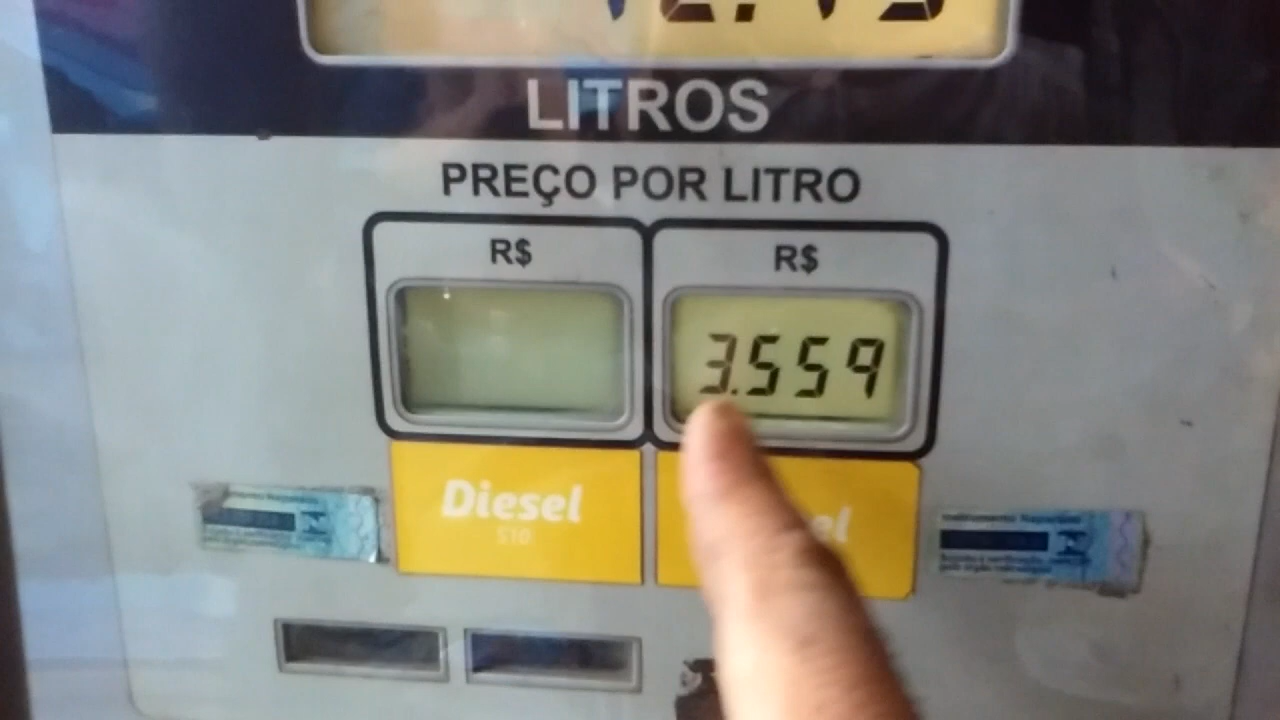 LITROS
PREÇO POR LITRO
R$ R$
3.559
Diesel
S10